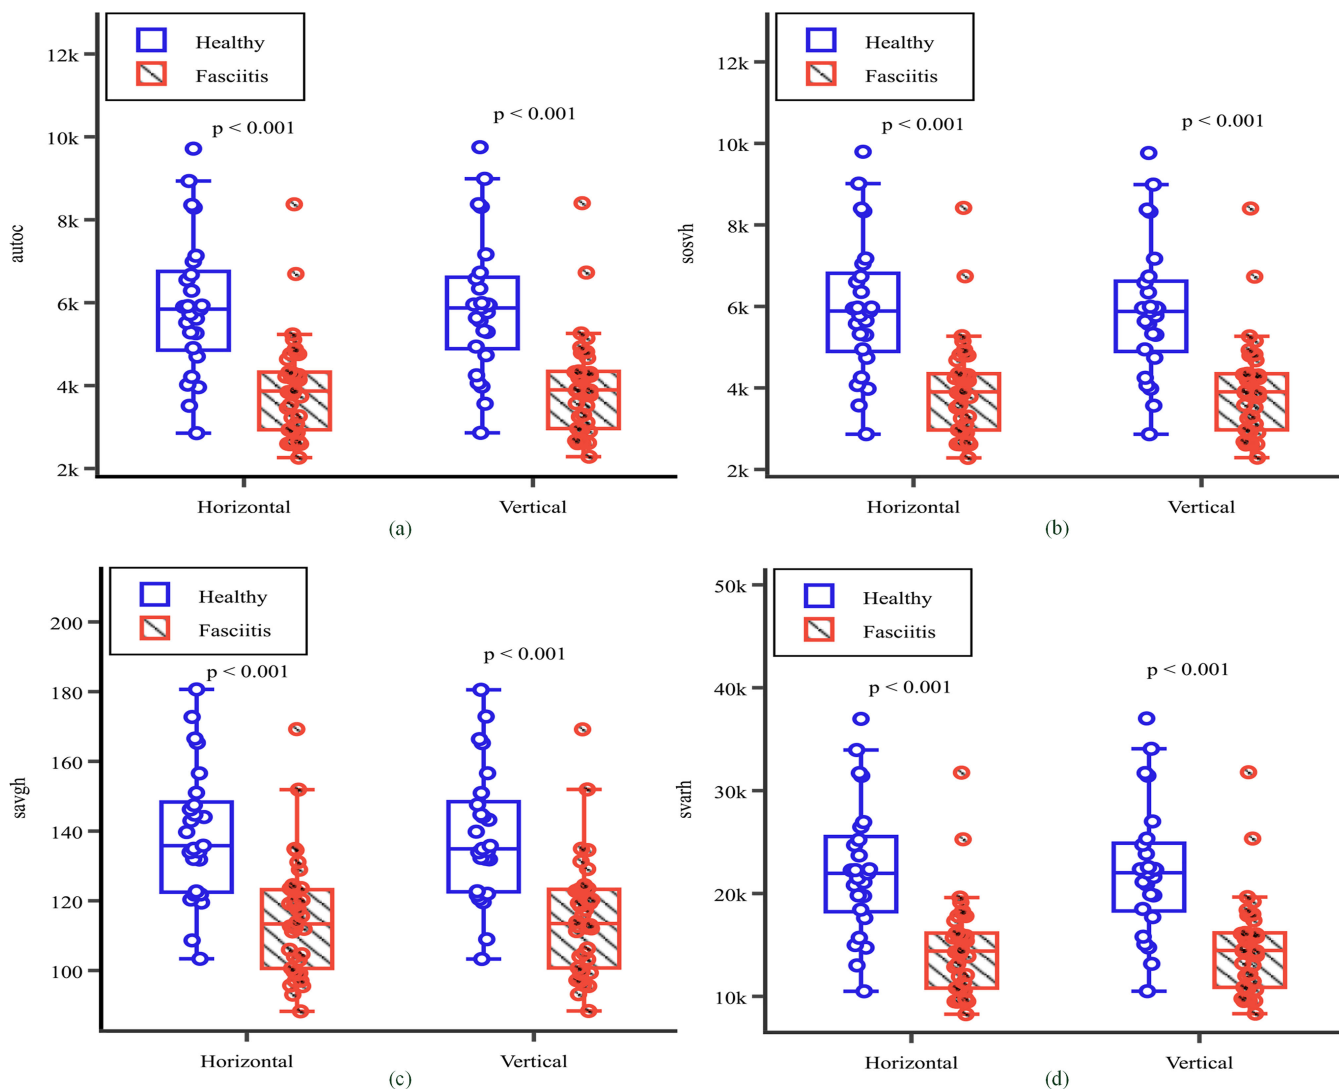 Healthy
Fasciitis
p < 0.001
p < 0.001
12k
10k
8k
6k
4k
2k
autoc
Horizontal
Vertical
(a)
Healthy
Fasciitis
p < 0.001
p < 0.001
12k
10k
8k
6k
4k
2k
sosvh
Horizontal
Vertical
(b)
Healthy
Fasciitis
p < 0.001
p < 0.001
200
180
160
140
120
100
savgh
Horizontal
Vertical
(c)
Healthy
Fasciitis
p < 0.001
p < 0.001
50k
40k
30k
20k
10k
svarh
Horizontal
Vertical
(d)